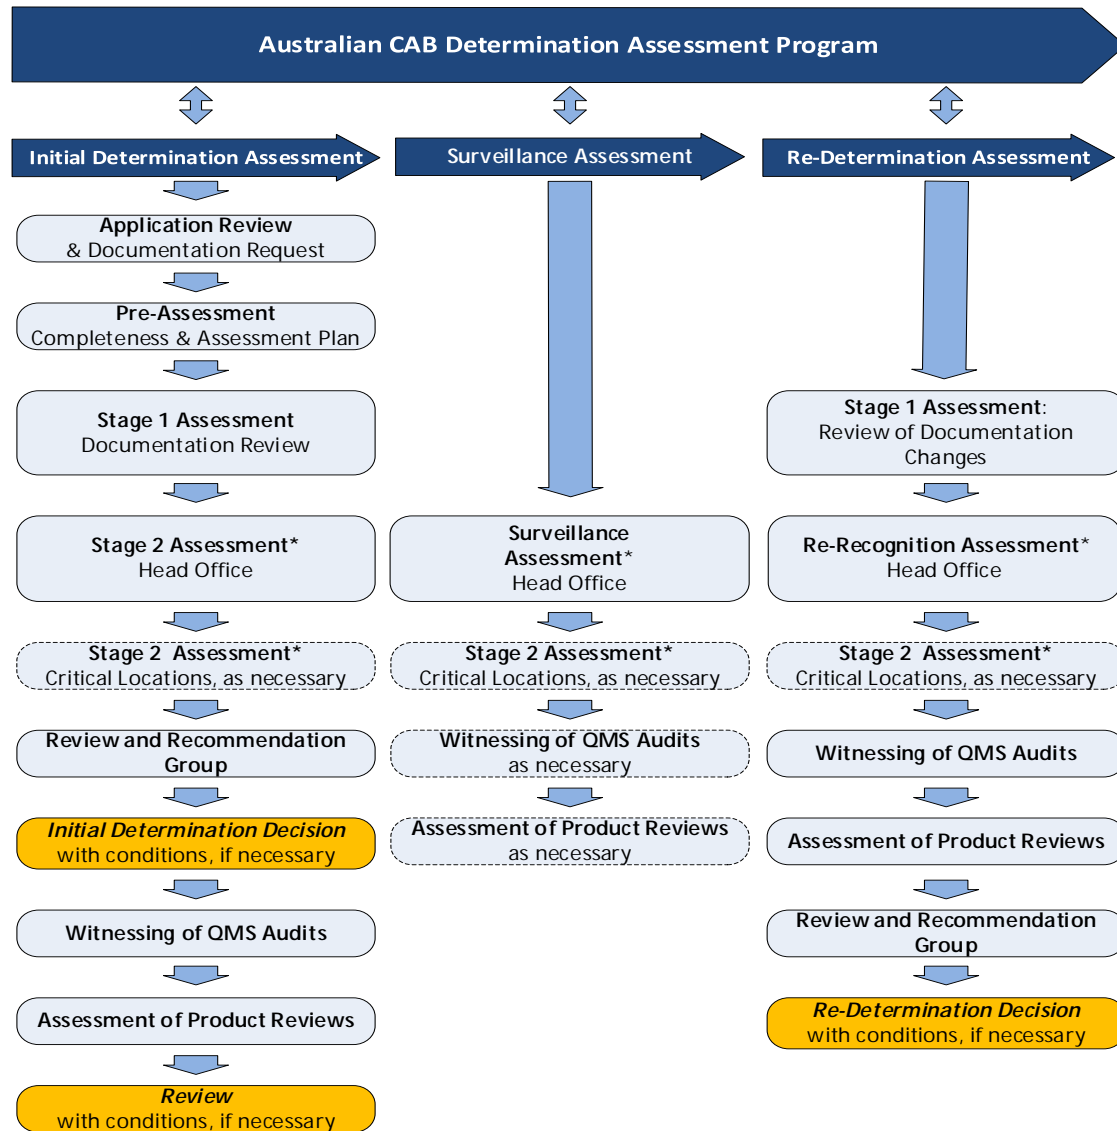 Australian CAB Determination Assessment Program
Initial Determination Assessment
Application Review
& Documentation Request
Pre-Assessment
Completeness & Assessment Plan
Stage 1 Assessment
Documentation Review
Stage 2 Assessment*
Head Office
Stage 2 Assessment*
Critical Locations, as necessary
Review and Recommendation
Group
Initial Determination Decision
with conditions, if necessary
Witnessing of QMS Audits
Assessment of Product Reviews
Review
with conditions, if necessary
Surveillance Assessment
Surveillance
Assessment*
Head Office
Stage 2 Assessment*
Critical Locations, as necessary
Witnessing of QMS Audits
as necessary
Assessment of Product Reviews
as necessary
Re-Determination Assessment
Stage 1 Assessment:
Review of Documentation
Changes
Re-Recognition Assessment*
Head Office
Stage 2 Assessment*
Critical Locations, as necessary
Witnessing of QMS Audits
Assessment of Product Reviews
Review and Recommendation
Group
Re-Determination Decision
with conditions, if necessary